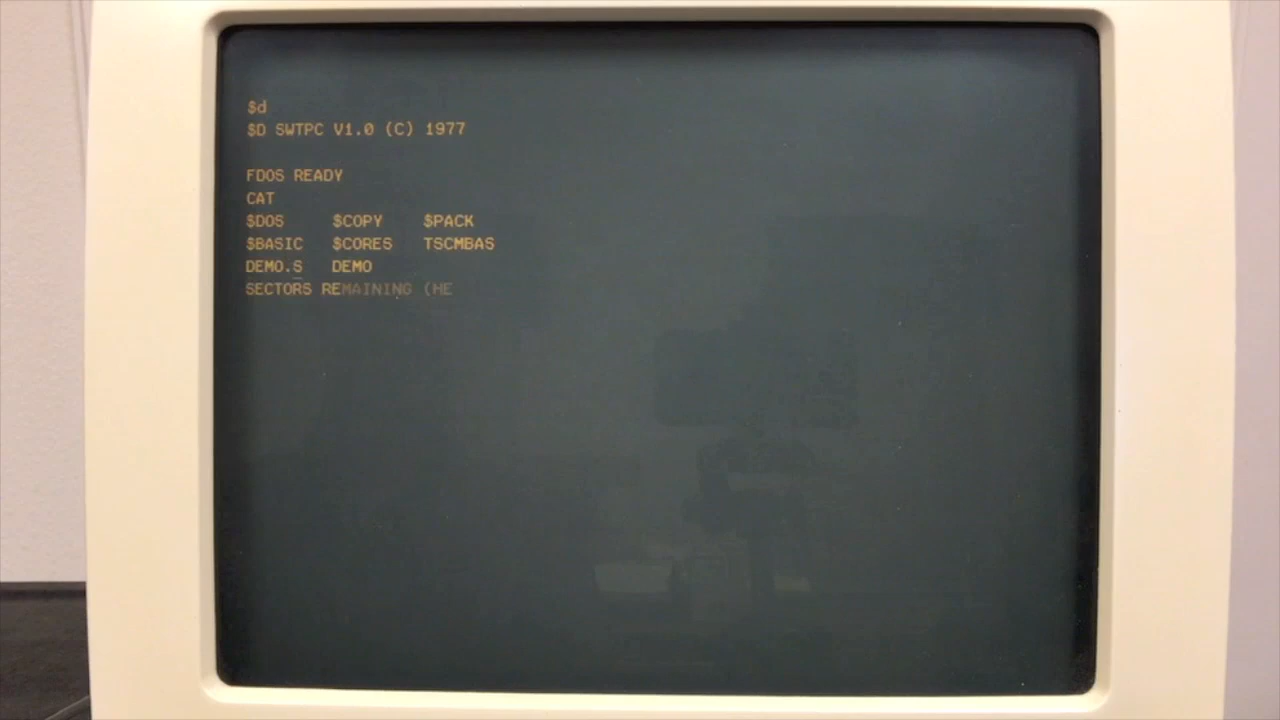 $d
$D SWTPC V1.0 (C) 1977
FDOS READY
CAT
$DOS $COPY $PACK
$BASIC $CORES TSCMBAS
DEMO.S DEMO
SECTORS REMAINING (HE